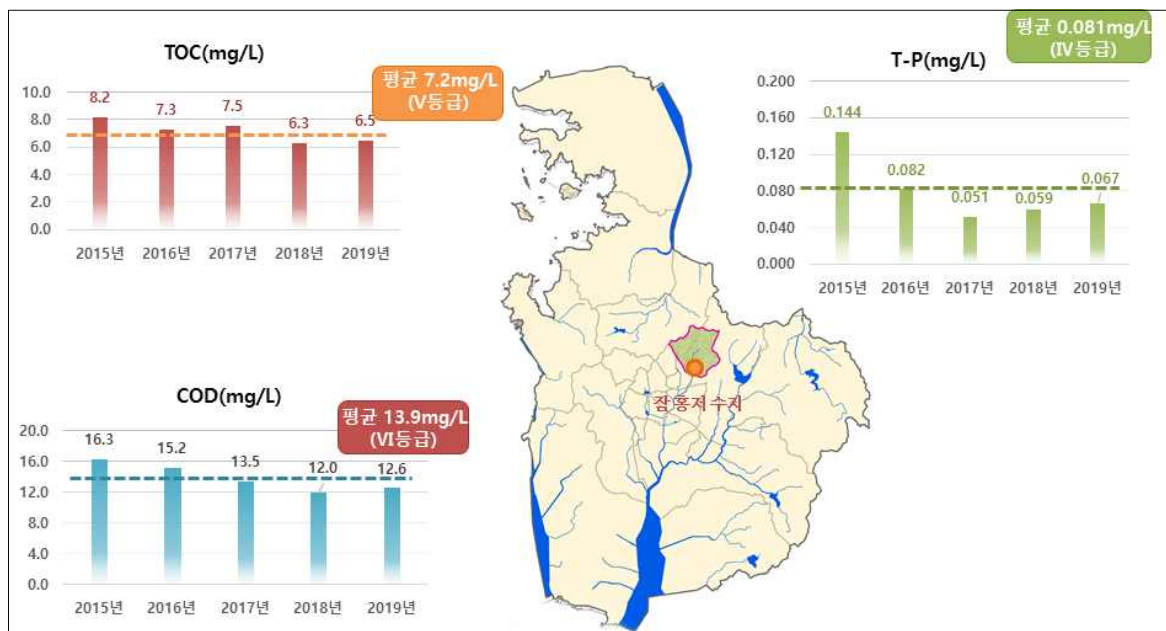 TOC(mg/L)
평균 7.2mg/L
(V등급)
10.0
8.0
6.0
4.0
2.0
0.0
8.2
7.3
7.5
6.3
6.5
2015년
2016년
2017년
2018년
2019년
평균 0.081mg/L
(IV등급)
T-P(mg/L)
0.200
0.160
0.120
0.080
0.040
0.000
0.144
0.082
0.051
0.059
0.067
2015년
2016년
2017년
2018년
2019년
COD(mg/L)
평균 13.9mg/L
(VI등급)
20.0
16.0
12.0
8.0
4.0
0.0
16.3
15.2
13.5
12.0
12.6
2015년
2016년
2017년
2018년
2019년
잠홍저수지